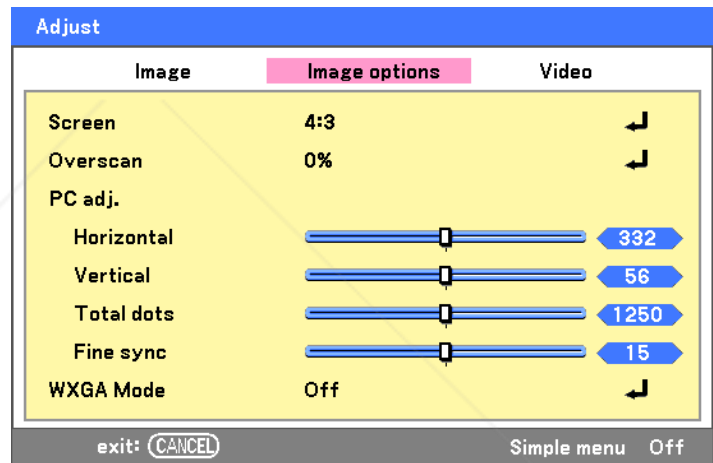 Adjust
Image Image options Video
Screen 4:3
Overscan 0%
PC adj.
Horizontal 332
Vertical 56
Total dots 1250
Fine sync 15
WXGA Mode Off
exit: CANCEL Simple menu Off